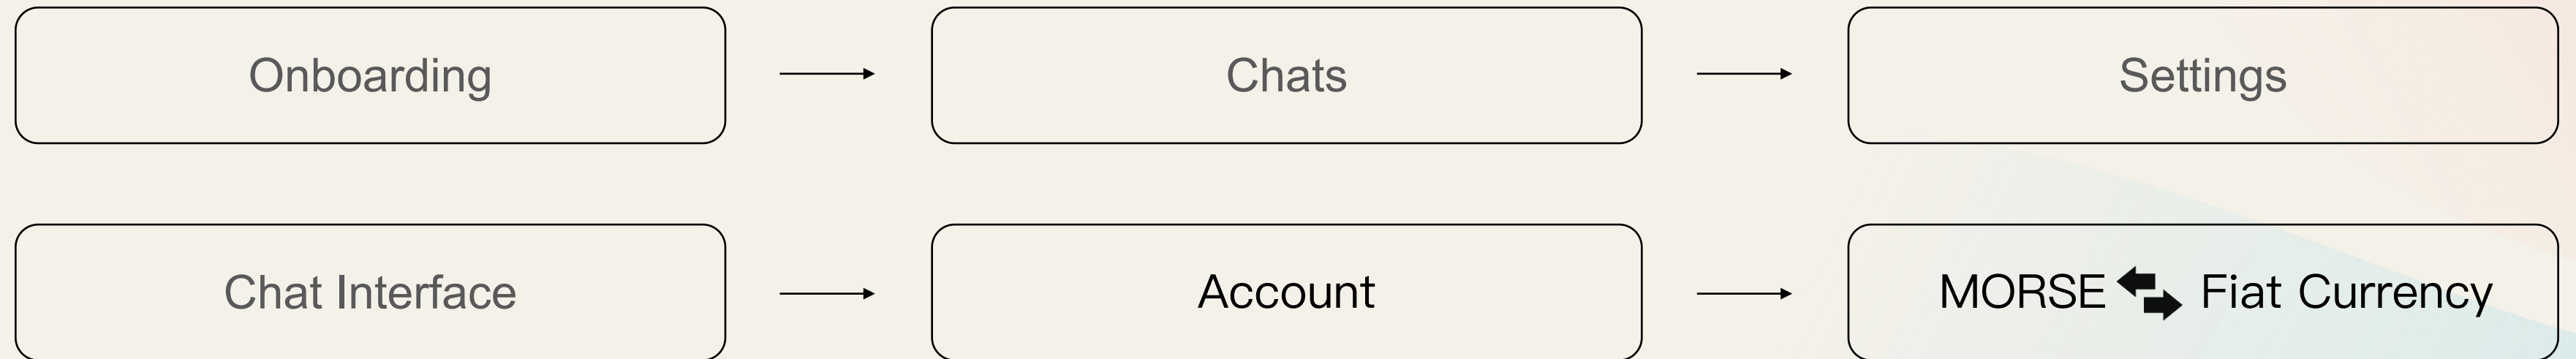 Onboarding
Chats
Settings
Chat Interface
Account
MORSE Fiat Currency